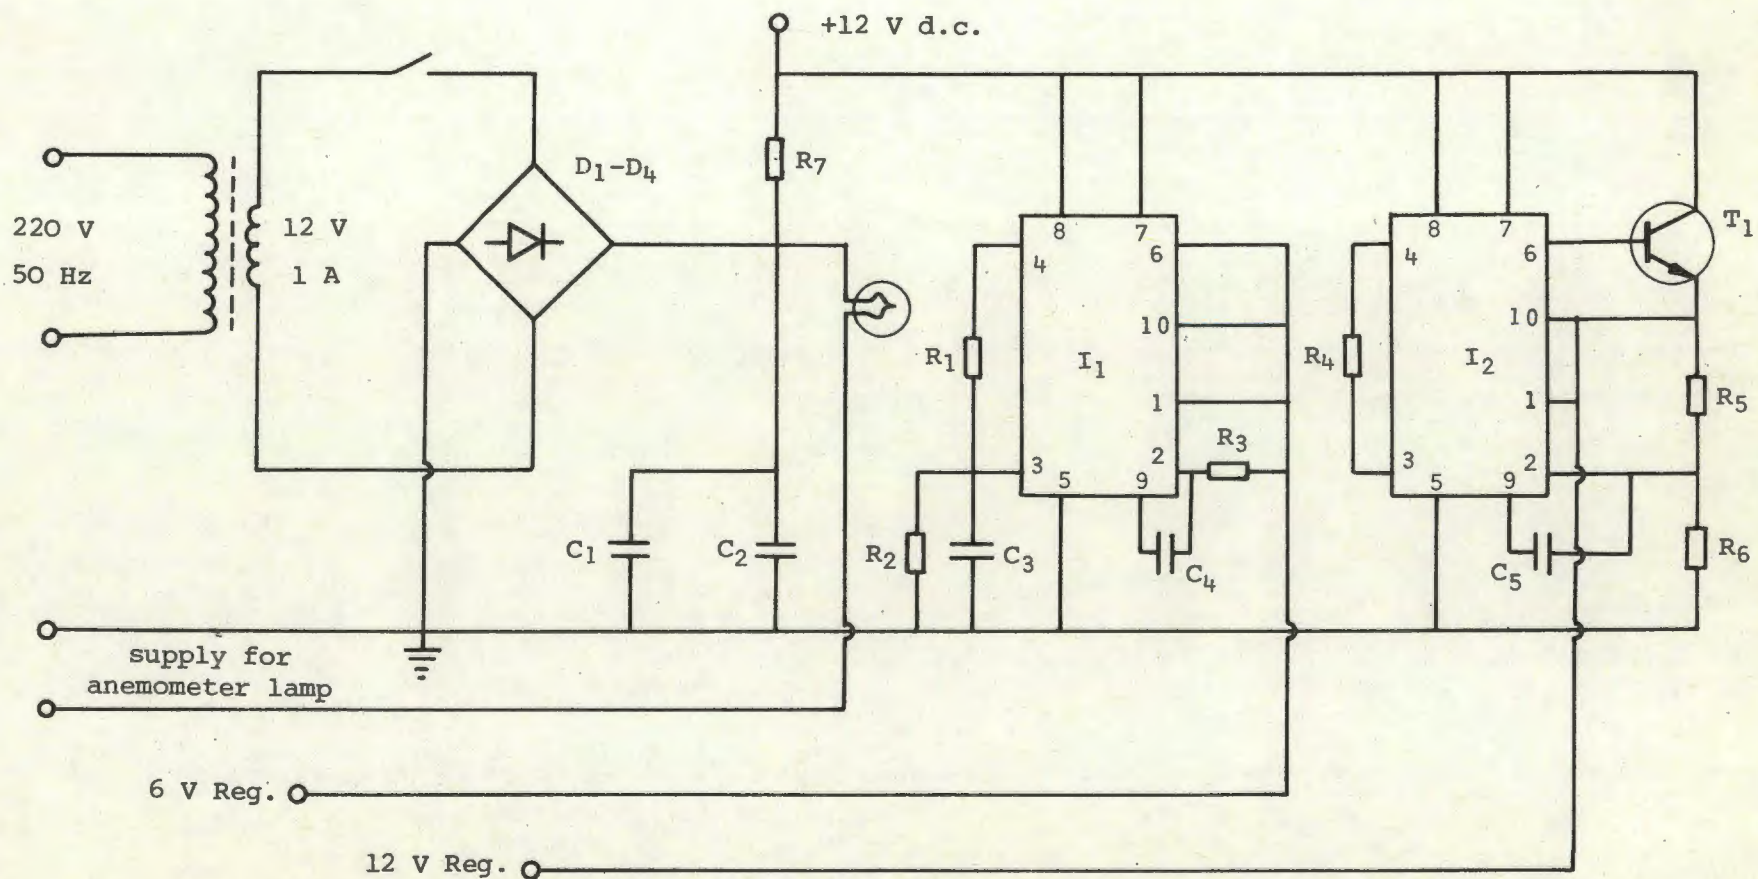 +12 V d.c.
220 V
50 Hz
12 V
1 A
D1-D4
R7
8
7
4
6
10
R1
I1
1
R3
3
5
9
2
R2
C1
C2
C3
C4
8
7
4
6
T1
10
R4
I2
1
R5
3
5
9
2
C5
R6
supply for
anemometer lamp
6 V Reg.
12 V Reg.